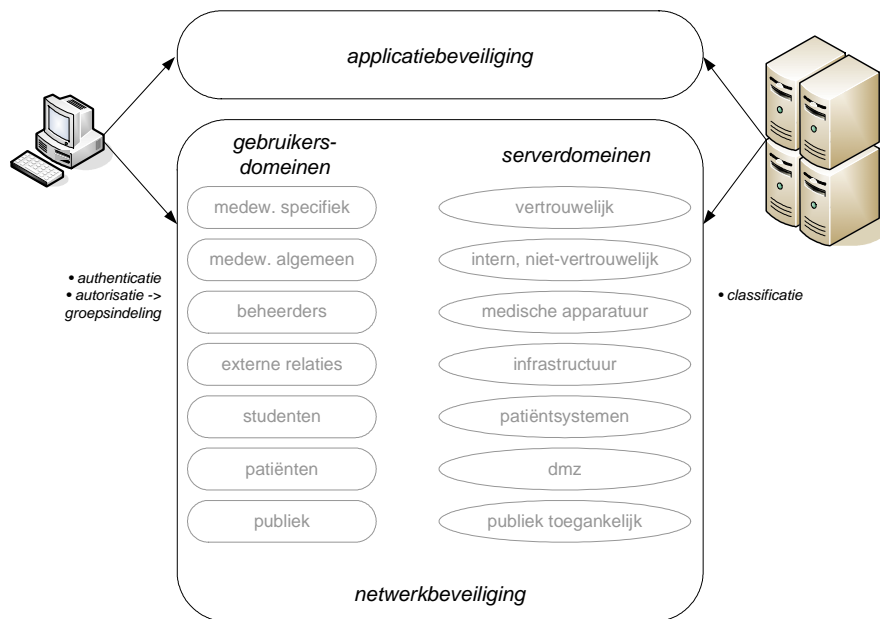 applicatiebeveiliging
gebruikers-
domeinen
serverdomeinen
medew. specifiek
vertrouwelijk
medew. algemeen
intern, niet-vertrouwelijk
• authenticatie
• autorisatie ->
groepsindeling
beheerders
medische apparatuur
• classificatie
externe relaties
infrastructuur
studenten
patiëntsystemen
patiënten
dmz
publiek
publiek toegankelijk
netwerkbeveiliging